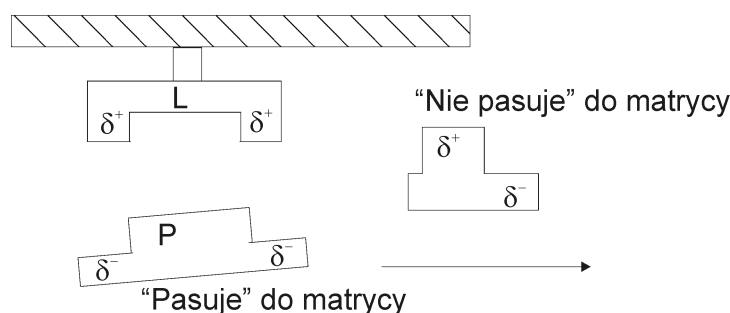 L
δ⁺ δ⁺
“Nie pasuje” do matrycy
δ⁺
δ⁻
P
δ⁻ δ⁻
“Pasuje” do matrycy